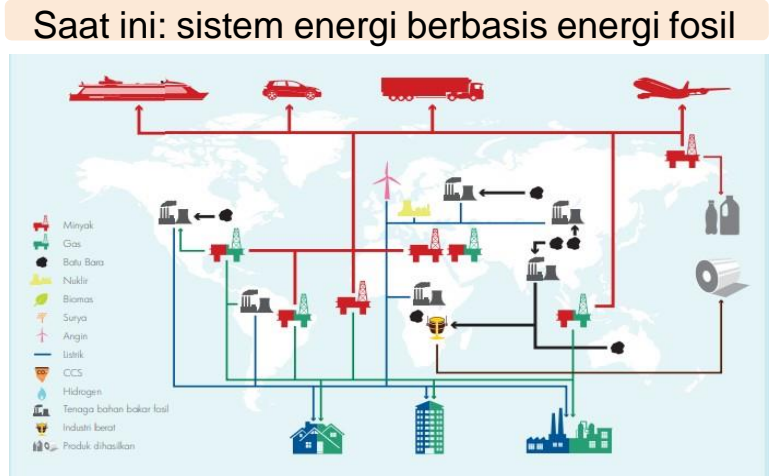 Saat ini: sistem energi berbasis energi fosil
Minyak
Gas
Batu Bara
Nuklir
Biomas
Surya
Angin
Listrik
CCS
Hidrogen
Tenaga bahan bakar fosil
Industri berat
Produk dihasilkan